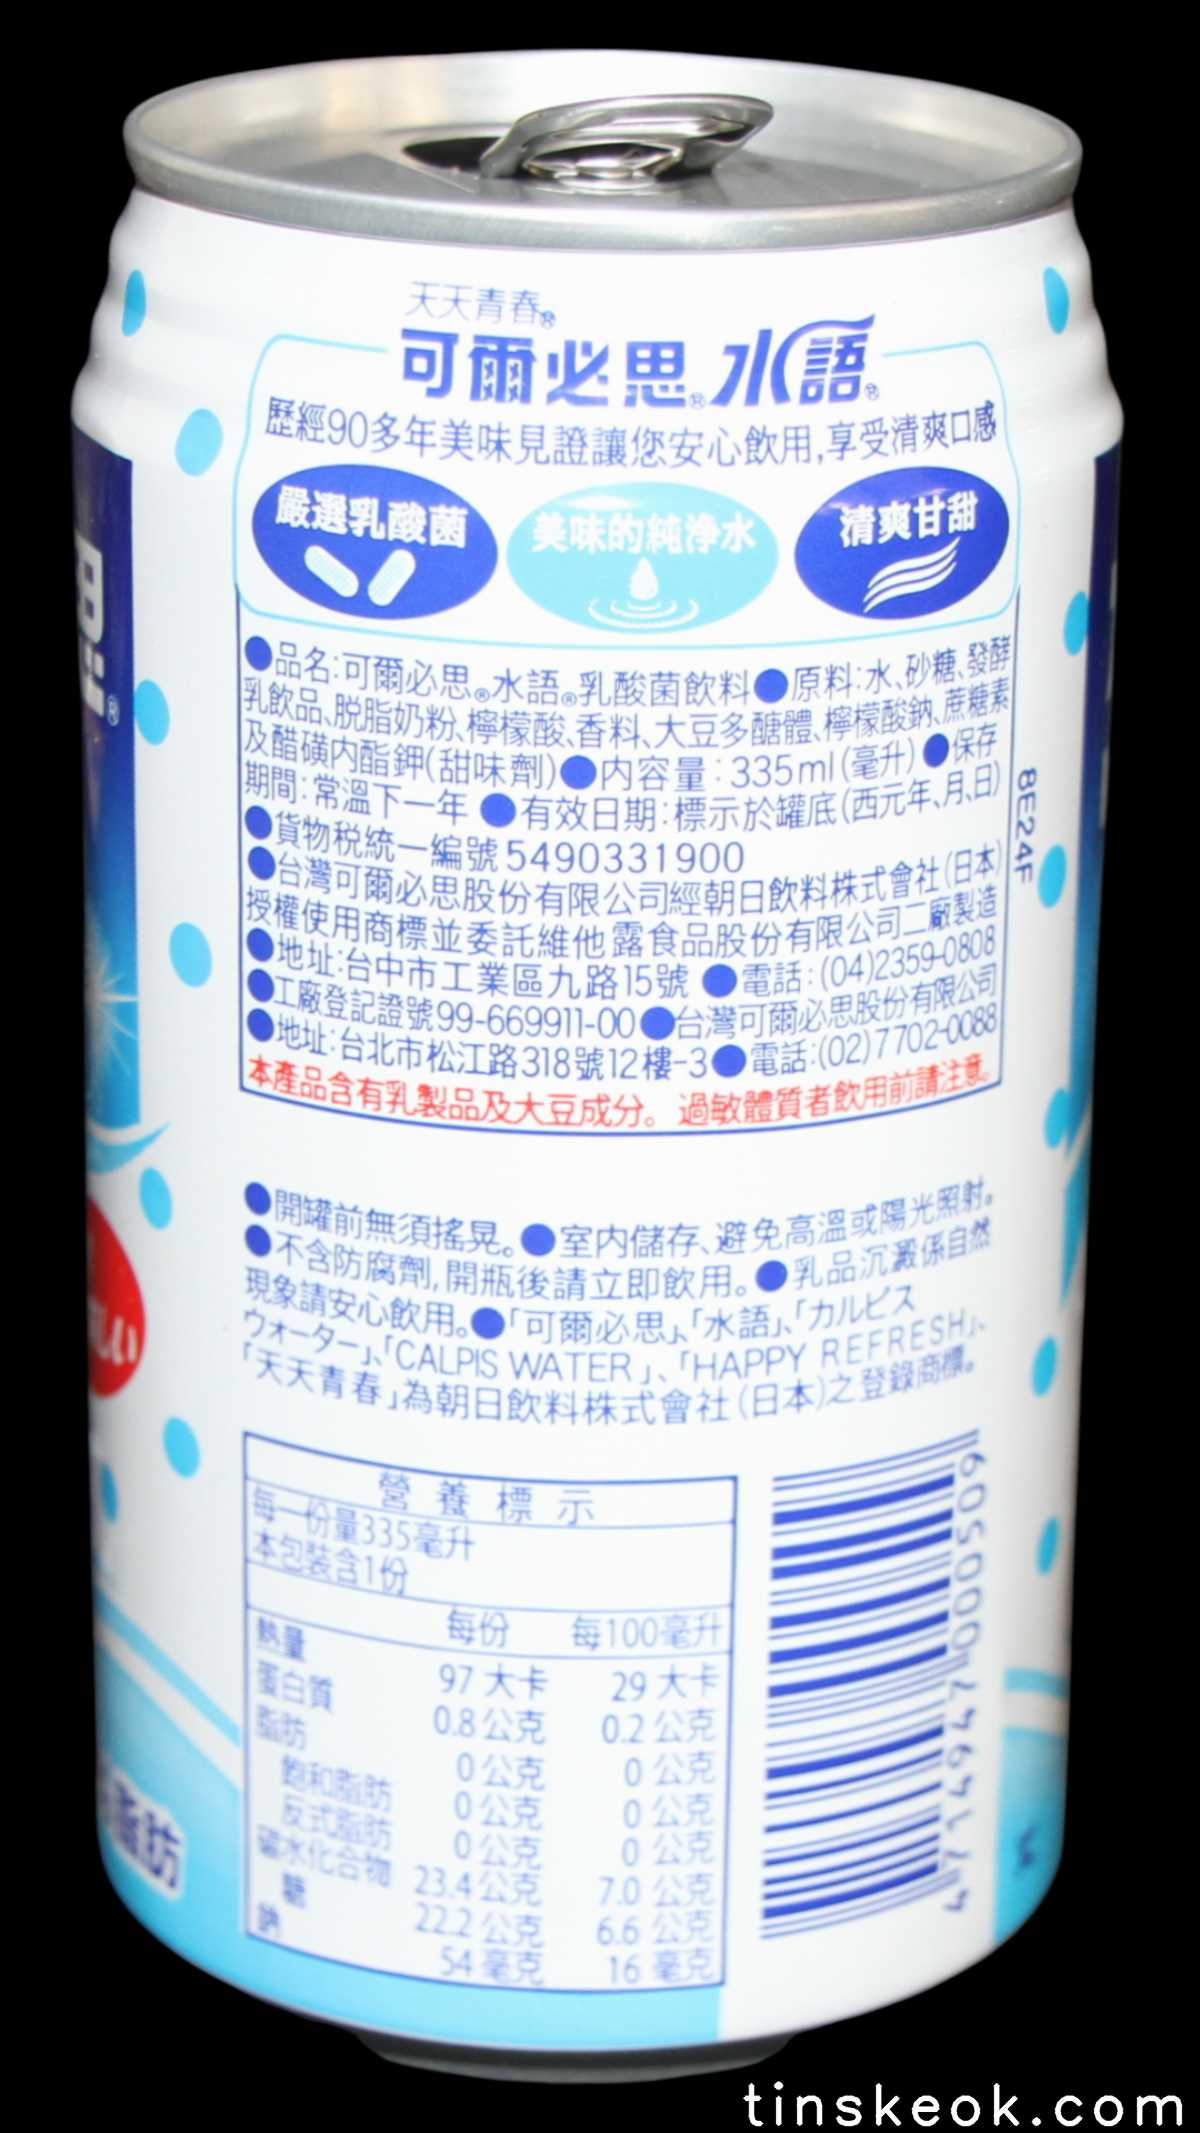 天天青春®
可爾必思®水語®
歷經90多年美味見證讓您安心飲用,享受清爽口感
嚴選乳酸菌
美味的純淨水
清爽甘甜
●品名:可爾必思®水語®乳酸菌飲料●原料:水、砂糖、發酵
乳飲品、脫脂奶粉、檸檬酸、香料、大豆多醣體、檸檬酸鈉、蔗糖素
及醋磺內酯鉀(甜味劑)●內容量:335ml(毫升)●保存
期間:常溫下一年 ●有效日期:標示於罐底(西元年、月、日)
●貨物稅統一編號5490331900
●台灣可爾必思股份有限公司經朝日飲料株式會社(日本)
授權使用商標並委託維他露食品股份有限公司二廠製造
●地址:台中市工業區九路15號 ●電話:(04)2359-0808
●工廠登記證號99-669911-00●台灣可爾必思股份有限公司
●地址:台北市松江路318號12樓-3●電話:(02)7702-0088
本產品含有乳製品及大豆成分。過敏體質者飲用前請注意。
8E24F
●開罐前無須搖晃。●室內儲存、避免高溫或陽光照射。
●不含防腐劑,開瓶後請立即飲用。●乳品沉澱係自然
現象請安心飲用。●「可爾必思」、「水語」、「カルピス
ウォーター」、「CALPIS WATER」、「HAPPY REFRESH」、
「天天青春」為朝日飲料株式會社(日本)之登錄商標。
營養標示
每一份量335毫升
本包裝含1份
每份 每100毫升
熱量 97 大卡 29 大卡
蛋白質 0.8 公克 0.2 公克
脂肪 0 公克 0 公克
飽和脂肪 0 公克 0 公克
反式脂肪 0 公克 0 公克
碳水化合物 23.4 公克 7.0 公克
糖 22.2 公克 6.6 公克
鈉 54 毫克 16 毫克
4714947000509
思®
しい
脂肪
tinskeok.com